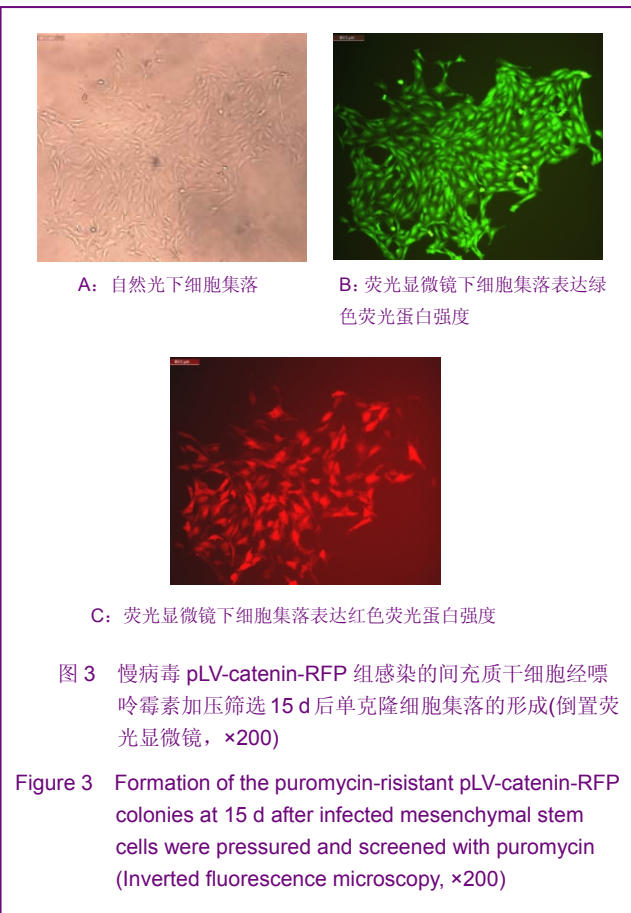 A：自然光下细胞集落
B：荧光显微镜下细胞集落表达绿
色荧光蛋白强度
C：荧光显微镜下细胞集落表达红色荧光蛋白强度
图 3 慢病毒 pLV-catenin-RFP 组感染的间充质干细胞经嘌
呤霉素加压筛选 15 d 后单克隆细胞集落的形成(倒置荧
光显微镜，×200)
Figure 3 Formation of the puromycin-risistant pLV-catenin-RFP
colonies at 15 d after infected mesenchymal stem
cells were pressured and screened with puromycin
(Inverted fluorescence microscopy, ×200)